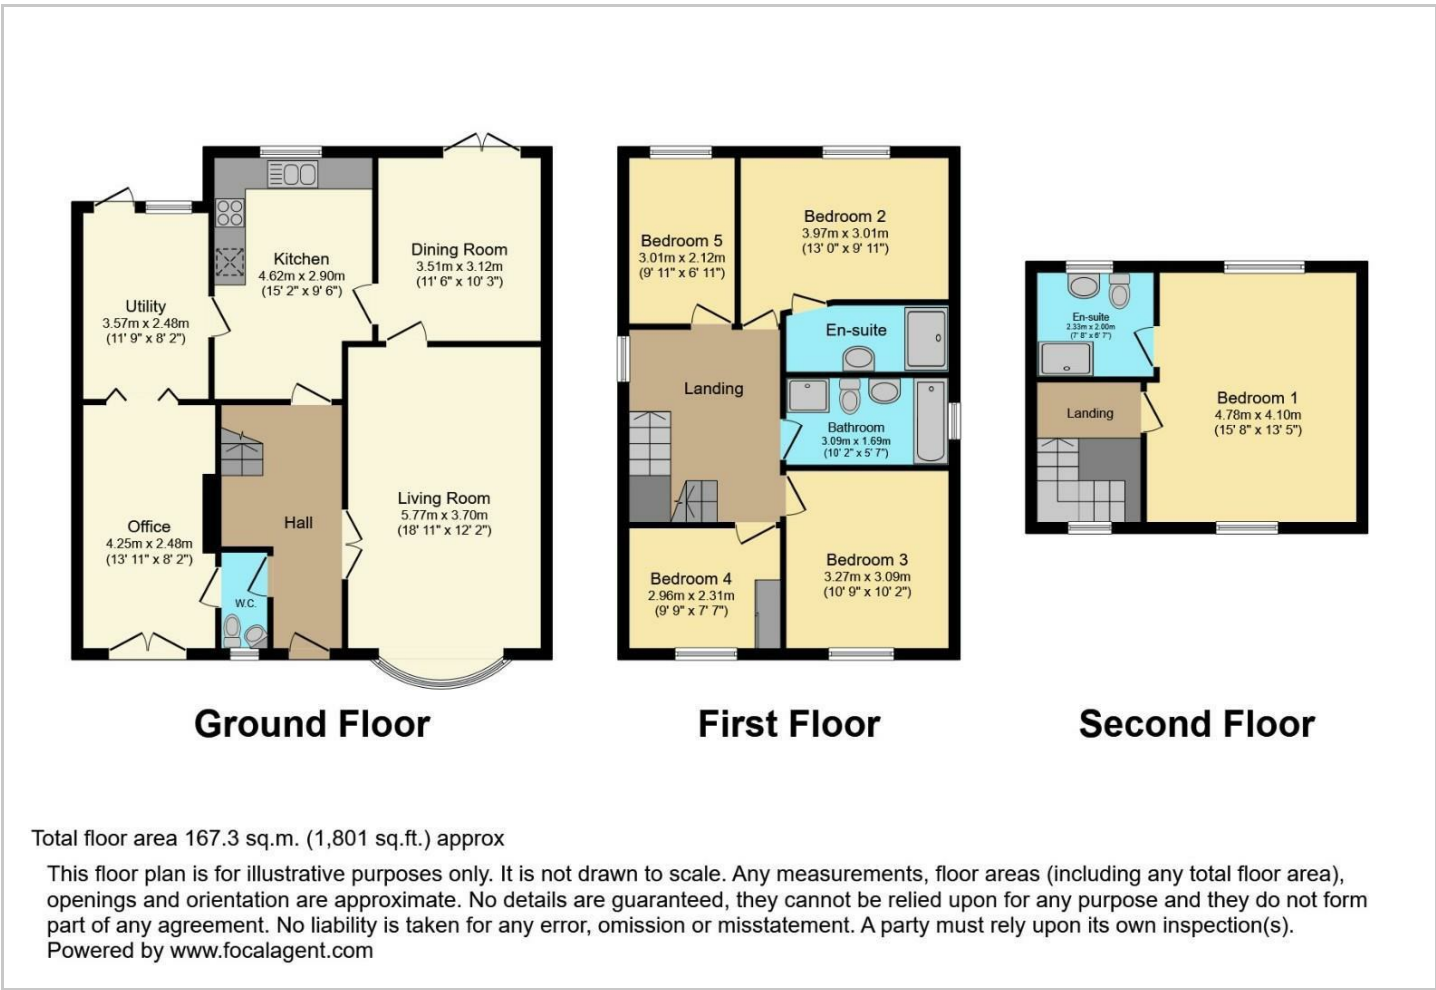 Utility
3.57m x 2.48m
(11' 9" x 8' 2")
Kitchen
4.62m x 2.90m
(15' 2" x 9' 6")
Dining Room
3.51m x 3.12m
(11' 6" x 10' 3")
Office
4.25m x 2.48m
(13' 11" x 8' 2")
Hall
W.C.
Living Room
5.77m x 3.70m
(18' 11" x 12' 2")
Ground Floor
Bedroom 5
3.01m x 2.12m
(9' 11" x 6' 11")
Bedroom 2
3.97m x 3.01m
(13' 0" x 9' 11")
En-suite
Landing
Bathroom
3.09m x 1.69m
(10' 2" x 5' 7")
Bedroom 4
2.96m x 2.31m
(9' 9" x 7' 7")
Bedroom 3
3.27m x 3.09m
(10' 9" x 10' 2")
First Floor
En-suite
2.33m x 2.00m
(7' 8" x 6' 7")
Landing
Bedroom 1
4.78m x 4.10m
(15' 8" x 13' 5")
Second Floor
Total floor area 167.3 sq.m. (1,801 sq.ft.) approx
This floor plan is for illustrative purposes only. It is not drawn to scale. Any measurements, floor areas (including any total floor area),
openings and orientation are approximate. No details are guaranteed, they cannot be relied upon for any purpose and they do not form
part of any agreement. No liability is taken for any error, omission or misstatement. A party must rely upon its own inspection(s).
Powered by www.focalagent.com